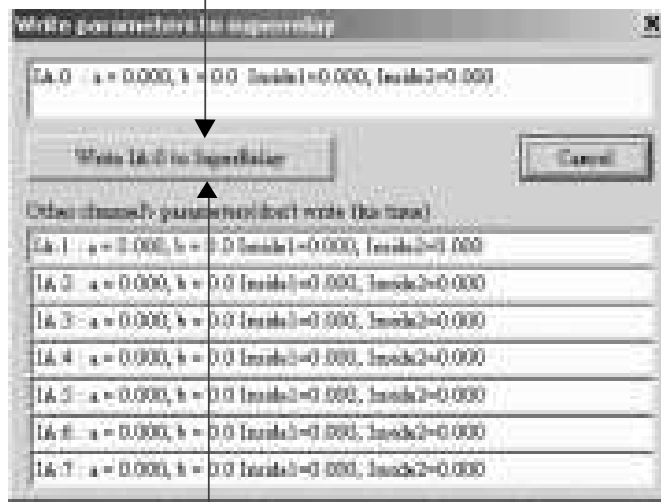 Write parameters to superrelay
IA.0 : a = 0.000, b = 0.0 Inside1=0.000, Inside2=0.000
Write IA.0 to SuperRelay
Cancel
Other channel's parameter(don't write this time)
IA.1 : a = 0.000, b = 0.0 Inside1=0.000, Inside2=0.000
IA.2 : a = 0.000, b = 0.0 Inside1=0.000, Inside2=0.000
IA.3 : a = 0.000, b = 0.0 Inside1=0.000, Inside2=0.000
IA.4 : a = 0.000, b = 0.0 Inside1=0.000, Inside2=0.000
IA.5 : a = 0.000, b = 0.0 Inside1=0.000, Inside2=0.000
IA.6 : a = 0.000, b = 0.0 Inside1=0.000, Inside2=0.000
IA.7 : a = 0.000, b = 0.0 Inside1=0.000, Inside2=0.000